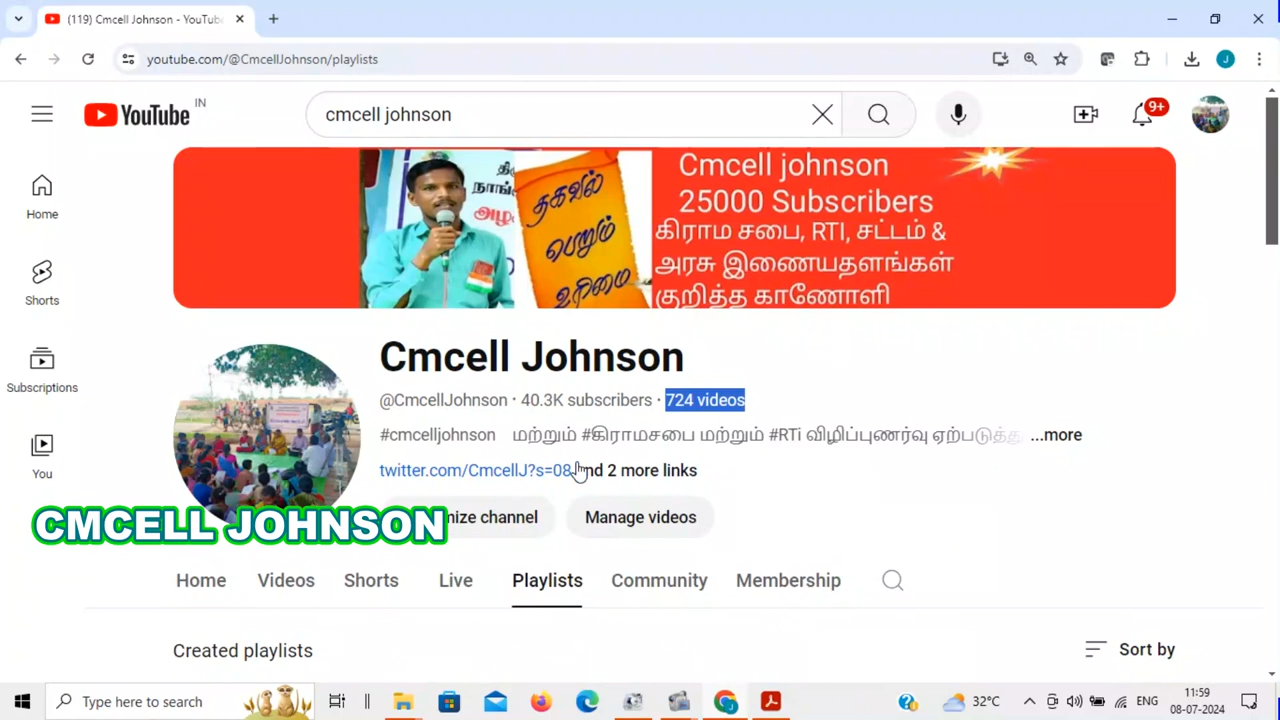 (119) Cmcell Johnson - YouTub
youtube.com/@CmcellJohnson/playlists
J
YouTube IN
cmcell johnson
9+
Home
Shorts
Subscriptions
You
நாங்
அழ
தகவல்
பெறும்
உரிமை
Cmcell johnson
25000 Subscribers
கிராம சபை, RTI, சட்டம் &
அரசு இணையதளங்கள்
குறித்த காணோளி
Cmcell Johnson
@CmcellJohnson · 40.3K subscribers · 724 videos
#cmcelljohnson மற்றும் #கிராமசபை மற்றும் #RTi விழிப்புணர்வு ஏற்படுத்து ...more
twitter.com/CmcellJ?s=08 and 2 more links
mize channel
Manage videos
CMCELL JOHNSON
Home Videos Shorts Live Playlists Community Membership
Created playlists
Sort by
Type here to search
32°C
ENG
11:59
08-07-2024